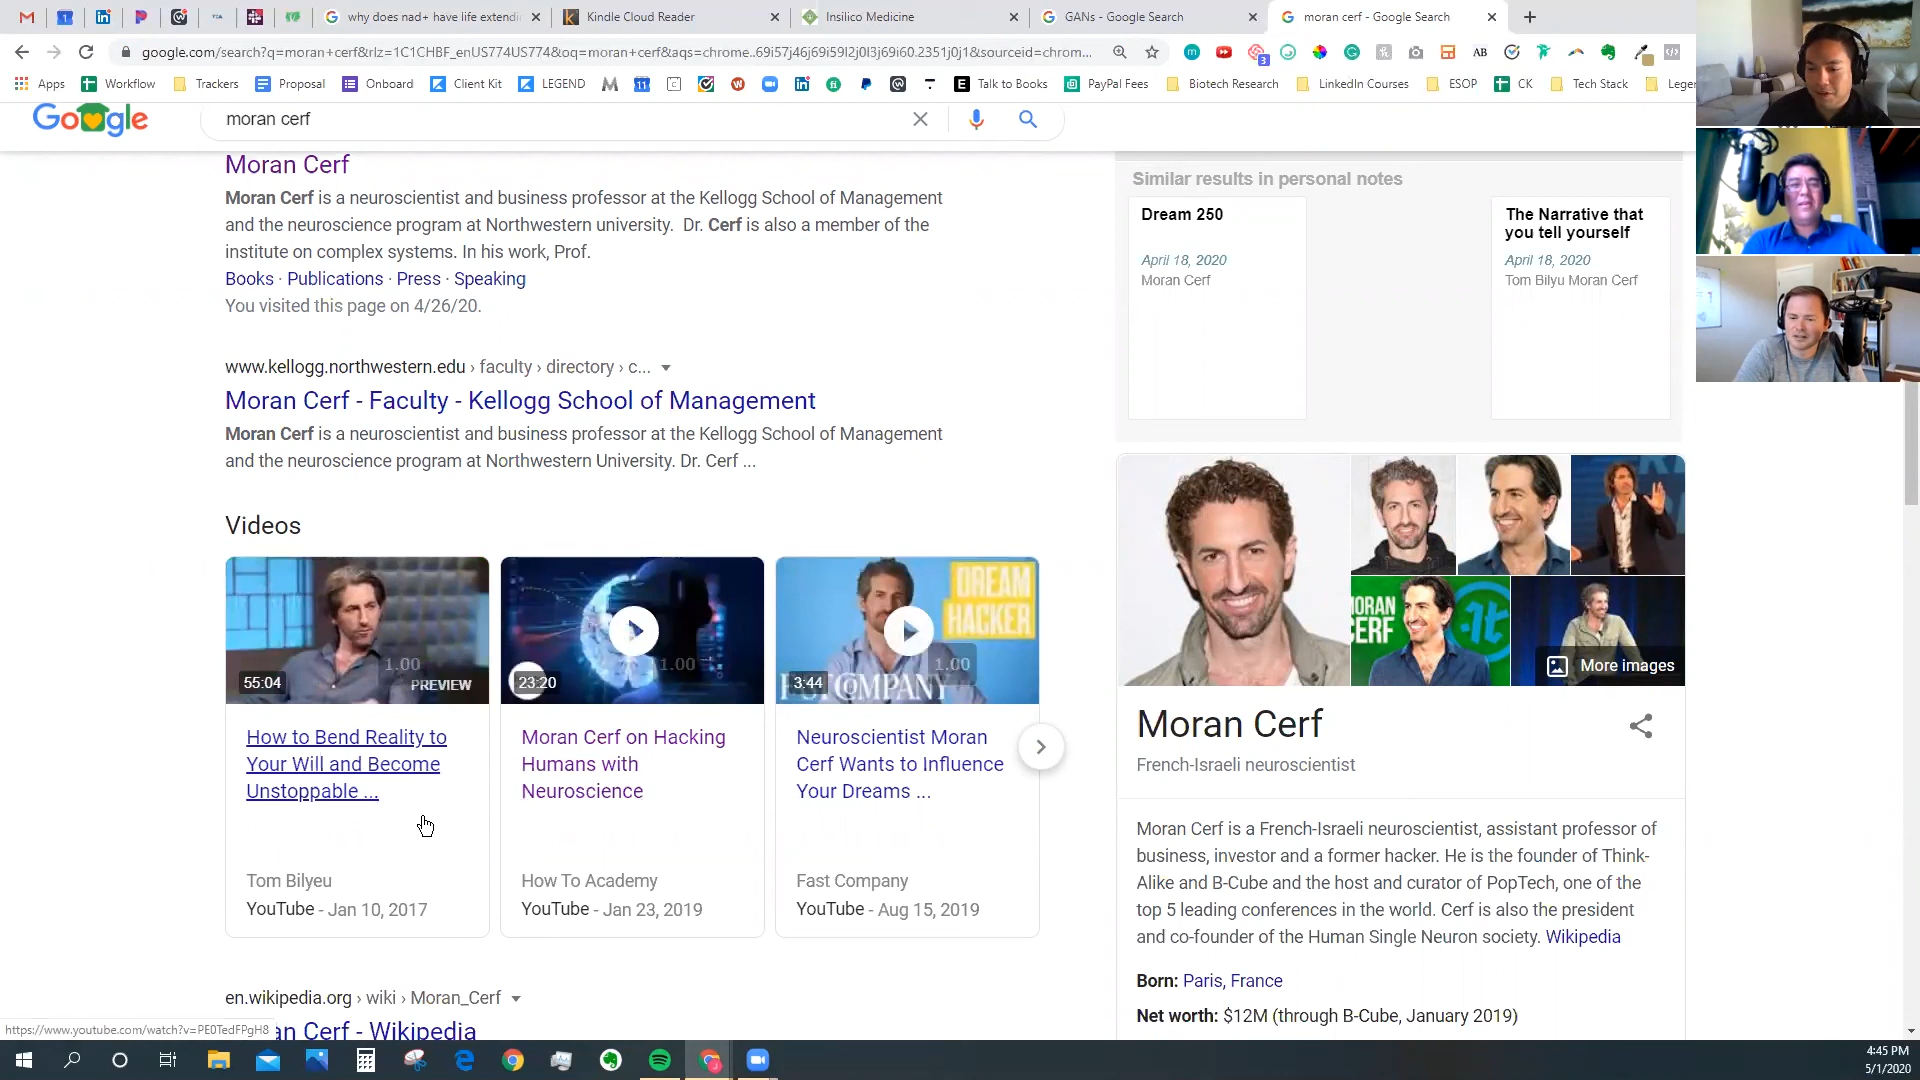 why does nad+ have life extendi
Kindle Cloud Reader
Insilico Medicine
GANs - Google Search
moran cerf - Google Search
google.com/search?q=moran+cerf&rlz=1C1CHBF_enUS774US774&oq=moran+cerf&aqs=chrome..69i57j46j69i59l2j0l3j69i60.2351j0j1&sourceid=chrom...
Apps
Workflow
Trackers
Proposal
Onboard
Client Kit
LEGEND
Talk to Books
PayPal Fees
Biotech Research
LinkedIn Courses
ESOP
CK
Tech Stack
Leger
Google
moran cerf
Moran Cerf
Moran Cerf is a neuroscientist and business professor at the Kellogg School of Management
and the neuroscience program at Northwestern university. Dr. Cerf is also a member of the
institute on complex systems. In his work, Prof.
Books · Publications · Press · Speaking
You visited this page on 4/26/20.
www.kellogg.northwestern.edu › faculty › directory › c...
Moran Cerf - Faculty - Kellogg School of Management
Moran Cerf is a neuroscientist and business professor at the Kellogg School of Management
and the neuroscience program at Northwestern University. Dr. Cerf ...
Videos
1.00
55:04
PREVIEW
How to Bend Reality to
Your Will and Become
Unstoppable ...
Tom Bilyeu
YouTube - Jan 10, 2017
1.00
23:20
Moran Cerf on Hacking
Humans with
Neuroscience
How To Academy
YouTube - Jan 23, 2019
DREAM
HACKER
1.00
3:44
COMPANY
Neuroscientist Moran
Cerf Wants to Influence
Your Dreams ...
Fast Company
YouTube - Aug 15, 2019
en.wikipedia.org › wiki › Moran_Cerf
an Cerf - Wikipedia
https://www.youtube.com/watch?v=PE0TedFPgH8
Similar results in personal notes
Dream 250
April 18, 2020
Moran Cerf
The Narrative that
you tell yourself
April 18, 2020
Tom Bilyu Moran Cerf
MORAN
CERF
More images
Moran Cerf
French-Israeli neuroscientist
Moran Cerf is a French-Israeli neuroscientist, assistant professor of
business, investor and a former hacker. He is the founder of Think-
Alike and B-Cube and the host and curator of PopTech, one of the
top 5 leading conferences in the world. Cerf is also the president
and co-founder of the Human Single Neuron society. Wikipedia
Born: Paris, France
Net worth: $12M (through B-Cube, January 2019)
4:45 PM
5/1/2020